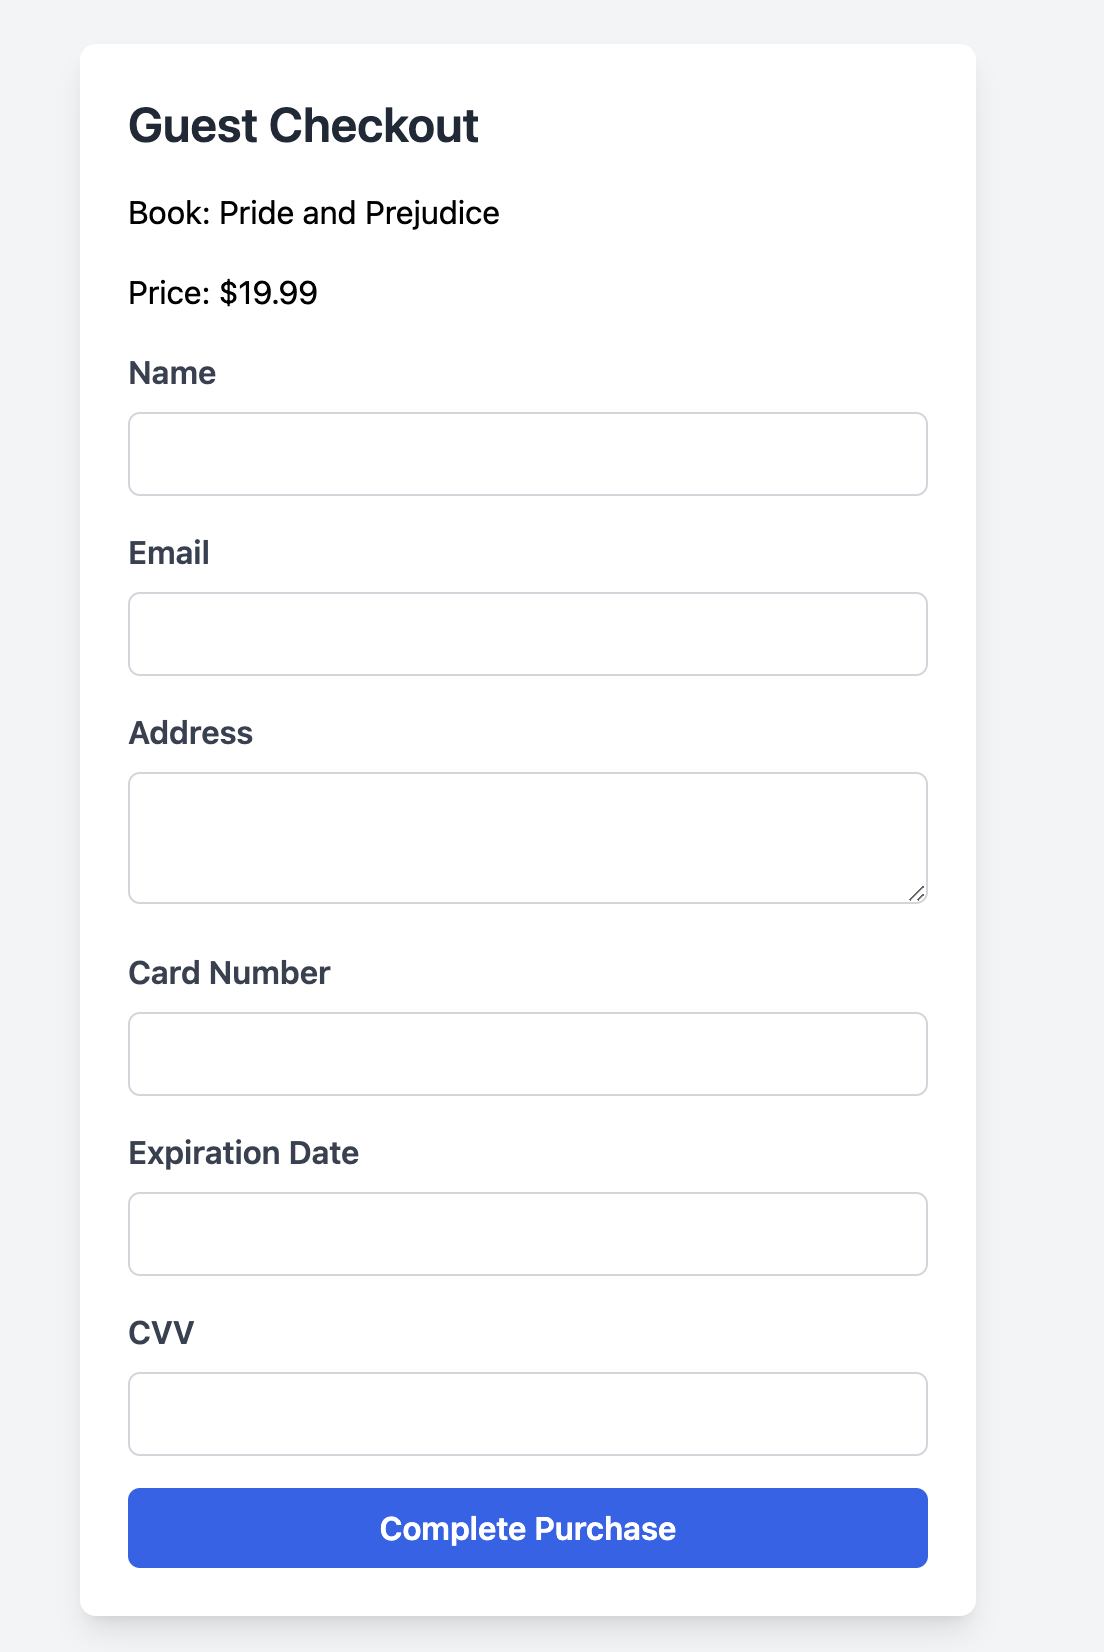 Guest Checkout
Book: Pride and Prejudice
Price: $19.99
Name
Email
Address
Card Number
Expiration Date
CVV
Complete Purchase